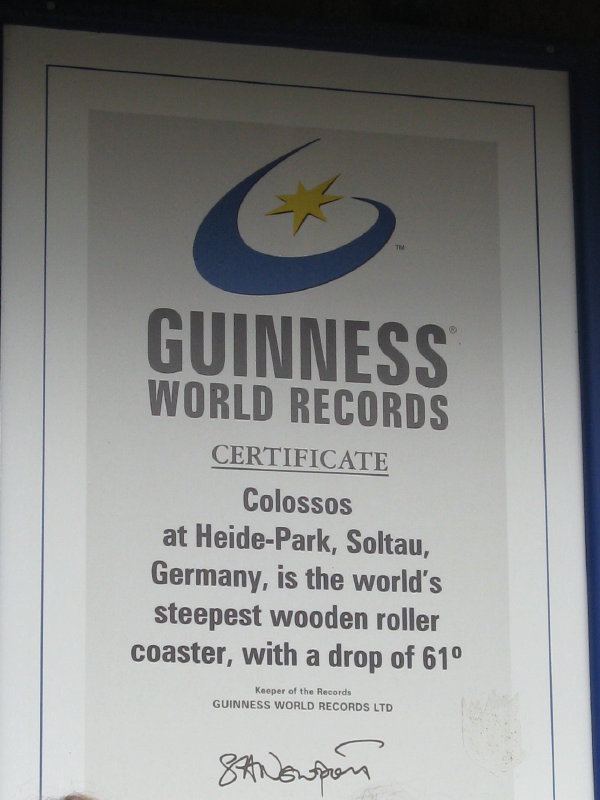 ™
GUINNESS®
WORLD RECORDS
CERTIFICATE
Colossos
at Heide-Park, Soltau,
Germany, is the world's
steepest wooden roller
coaster, with a drop of 61º
Keeper of the Records
GUINNESS WORLD RECORDS LTD